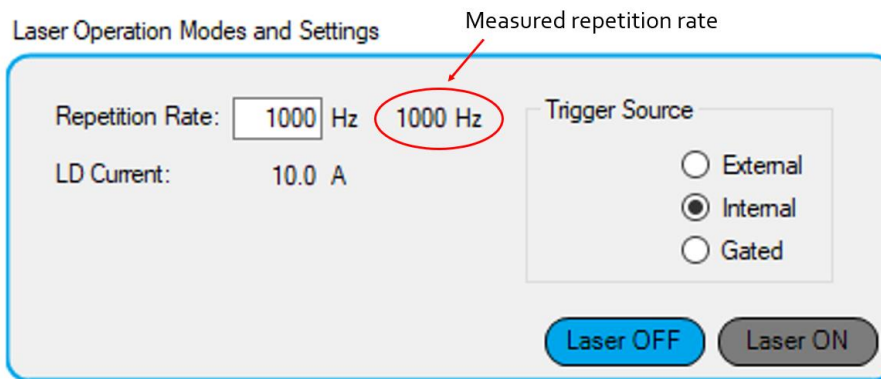 Measured repetition rate
Laser Operation Modes and Settings
Repetition Rate: 1000 Hz 1000 Hz
LD Current: 10.0 A
Trigger Source
External
Internal
Gated
Laser OFF Laser ON